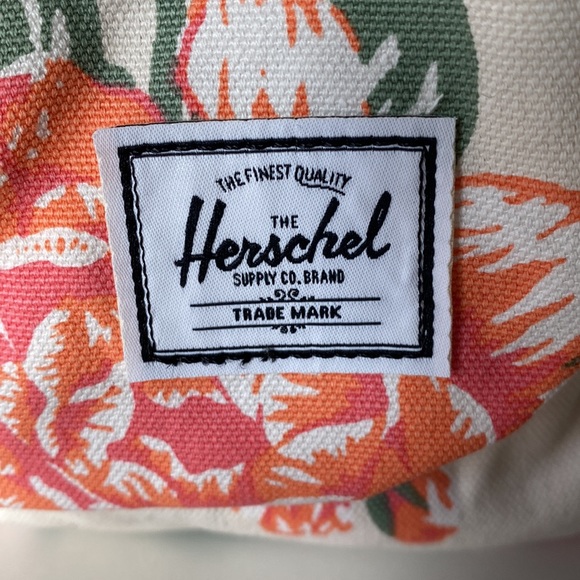 THE FINEST QUALITY
THE
Herschel
SUPPLY CO. BRAND
TRADE MARK